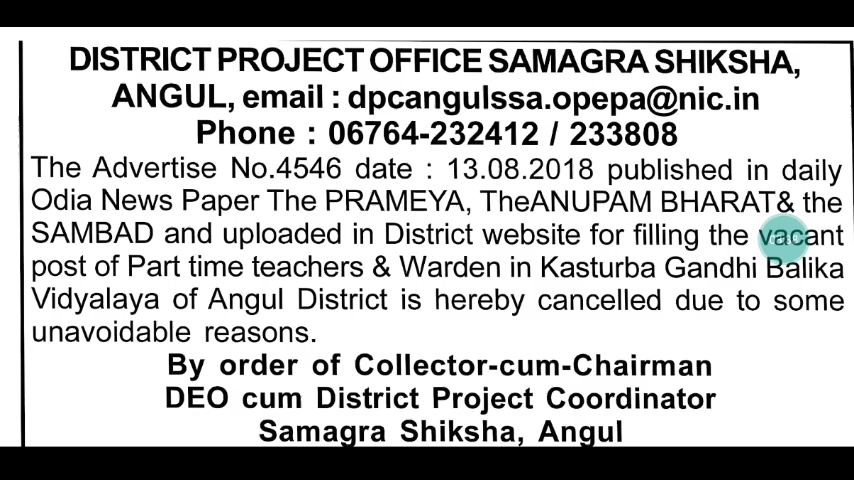 DISTRICT PROJECT OFFICE SAMAGRA SHIKSHA,
ANGUL, email : dpcangulssa.opepa@nic.in
Phone : 06764-232412 / 233808
The Advertise No.4546 date : 13.08.2018 published in daily
Odia News Paper The PRAMEYA, TheANUPAM BHARAT& the
SAMBAD and uploaded in District website for filling the vacant
post of Part time teachers & Warden in Kasturba Gandhi Balika
Vidyalaya of Angul District is hereby cancelled due to some
unavoidable reasons.
By order of Collector-cum-Chairman
DEO cum District Project Coordinator
Samagra Shiksha, Angul